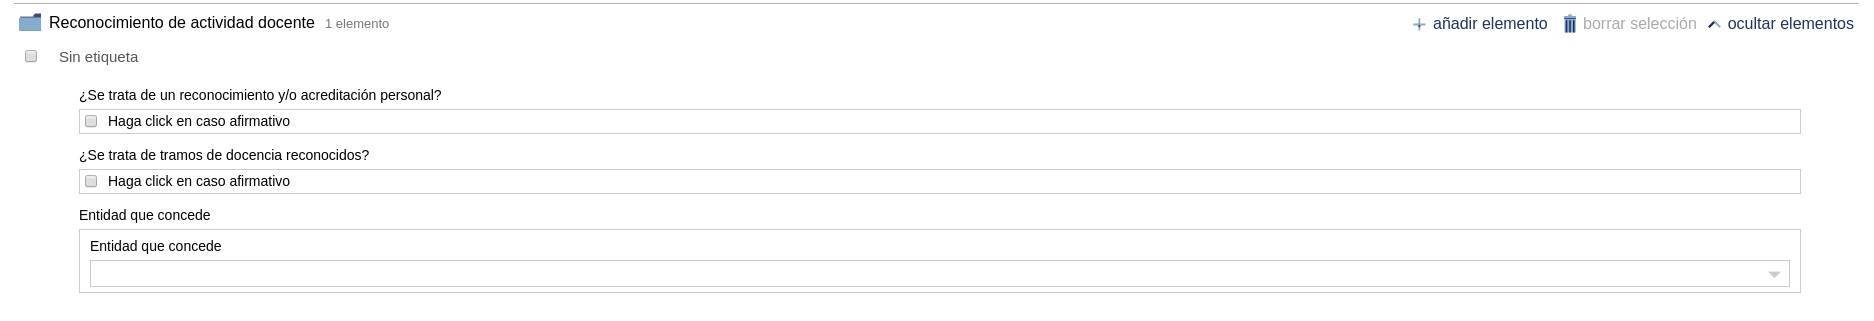 Reconocimiento de actividad docente 1 elemento añadir elemento borrar selección ocultar elementos
Sin etiqueta
¿Se trata de un reconocimiento y/o acreditación personal?
Haga click en caso afirmativo
¿Se trata de tramos de docencia reconocidos?
Haga click en caso afirmativo
Entidad que concede
Entidad que concede